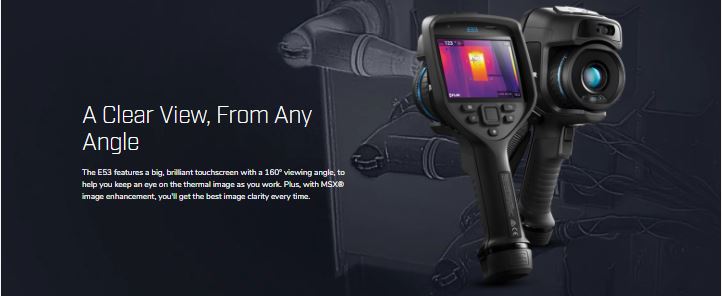 A Clear View, From Any
Angle
The E53 features a big, brilliant touchscreen with a 160° viewing angle, to
help you keep an eye on the thermal image as you work. Plus, with MSX®
image enhancement, you'll get the best image clarity every time.
E53